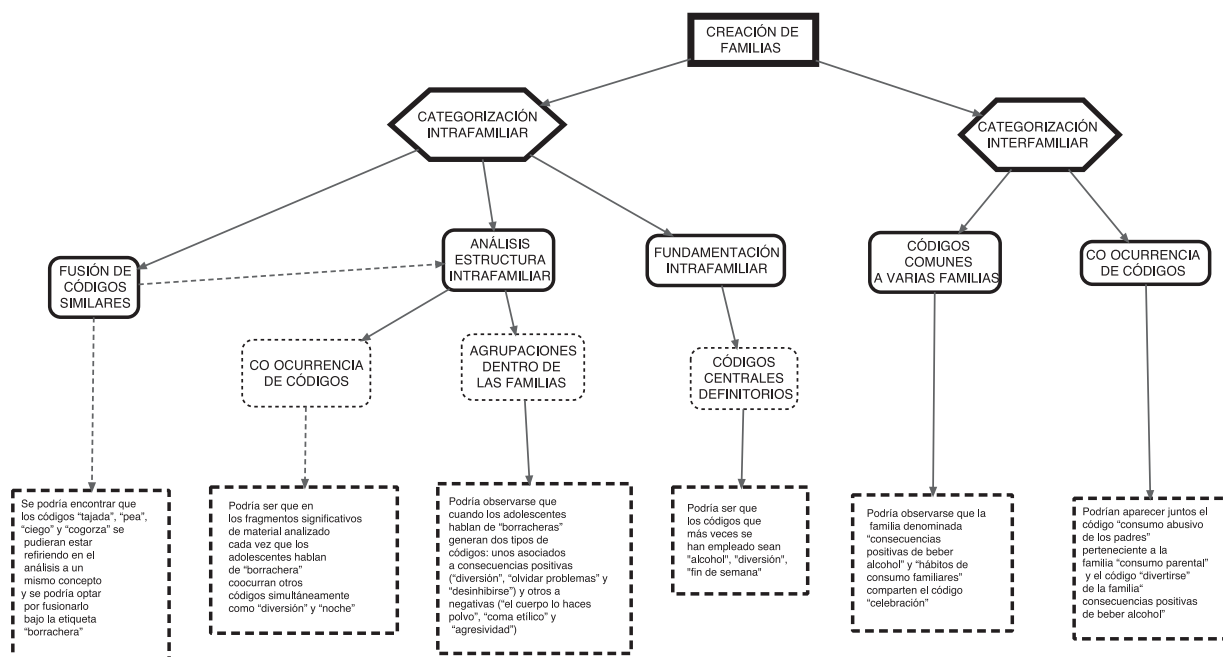 CREACIÓN DE
FAMILIAS
CATEGORIZACIÓN
INTRAFAMILIAR
CATEGORIZACIÓN
INTERFAMILIAR
FUSIÓN DE
CÓDIGOS
SIMILARES
ANÁLISIS
ESTRUCTURA
INTRAFAMILIAR
FUNDAMENTACIÓN
INTRAFAMILIAR
CÓDIGOS
COMUNES
A VARIAS FAMILIAS
CO OCURRENCIA
DE CÓDIGOS
CO OCURRENCIA
DE CÓDIGOS
AGRUPACIONES
DENTRO DE
LAS FAMILIAS
CÓDIGOS
CENTRALES
DEFINITORIOS
Se podría encontrar que
los códigos “tajada”, “pea”,
“ciego” y “cogorza” se
pudieran estar
refiriendo en el
análisis a un
mismo concepto
y se podría optar
por fusionarlo
bajo la etiqueta
“borrachera”
Podría ser que en
los fragmentos significativos
de material analizado
cada vez que los
adolescentes hablan
de “borrachera”
coocurran otros
códigos simultáneamente
como “diversión” y “noche”
Podría observarse que
cuando los adolescentes
hablan de “borracheras”
generan dos tipos de
códigos: unos asociados
a consecuencias positivas
(“diversión”, “olvidar problemas” y
“desinhibirse”) y otros a
negativas (“el cuerpo lo haces
polvo”, “coma etílico” y
“agresividad”)
Podría ser que
los códigos que
más veces se
han empleado sean
"alcohol", "diversión",
"fin de semana"
Podría observarse que la
familia denominada
“consecuencias
positivas de beber
alcohol” y “hábitos de
consumo familiares”
comparten el código
“celebración”
Podrían aparecer juntos el
código “consumo abusivo
de los padres”
perteneciente a la
familia “consumo parental”
y el código “divertirse”
de la familia“
consecuencias positivas
de beber alcohol”